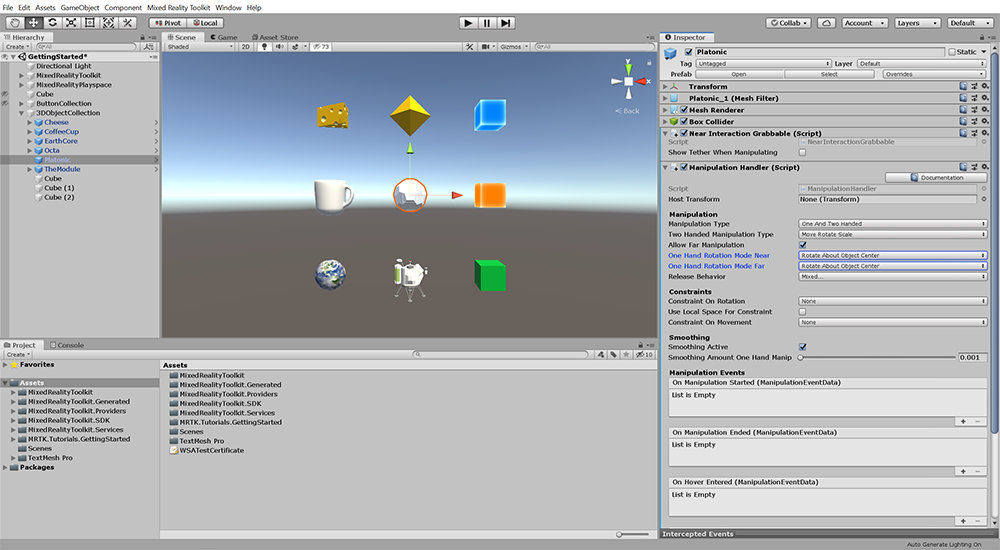 File Edit Assets GameObject Component Mixed Reality Toolkit Window Help
Pivot Local Collab Account Layers Default
Hierarchy
Create All
GettingStarted*
Directional Light
MixedRealityToolkit
MixedRealityPlayspace
Cube
ButtonCollection
3DObjectCollection
Cheese
CoffeeCup
EarthCore
Octa
Platonic
TheModule
Cube
Cube (1)
Cube (2)
Scene Game Asset Store
Shaded 2D 73 Gizmos All
y
x
Back
Inspector
Platonic Static
Tag Untagged Layer Default
Prefab Open Select Overrides
Transform
Platonic_1 (Mesh Filter)
Mesh Renderer
Box Collider
Near Interaction Grabbable (Script)
Script NearInteractionGrabbable
Show Tether When Manipulating
Manipulation Handler (Script)
Documentation
Script ManipulationHandler
Host Transform None (Transform)
Manipulation
Manipulation Type One And Two Handed
Two Handed Manipulation Type Move Rotate Scale
Allow Far Manipulation
One Hand Rotation Mode Near Rotate About Object Center
One Hand Rotation Mode Far Rotate About Object Center
Release Behavior Mixed...
Constraints
Constraint On Rotation None
Use Local Space For Constraint
Constraint On Movement None
Smoothing
Smoothing Active
Smoothing Amount One Hand Manip 0.001
Manipulation Events
On Manipulation Started (ManipulationEventData)
List is Empty
On Manipulation Ended (ManipulationEventData)
List is Empty
On Hover Entered (ManipulationEventData)
List is Empty
Intercepted Events
Project Console
Create 10
Favorites
Assets
MixedRealityToolkit
MixedRealityToolkit.Generated
MixedRealityToolkit.Providers
MixedRealityToolkit.SDK
MixedRealityToolkit.Services
MRTK.Tutorials.GettingStarted
Scenes
TextMesh Pro
Packages
Assets
MixedRealityToolkit
MixedRealityToolkit.Generated
MixedRealityToolkit.Providers
MixedRealityToolkit.SDK
MixedRealityToolkit.Services
MRTK.Tutorials.GettingStarted
Scenes
TextMesh Pro
WSATestCertificate
Auto Generate Lighting On